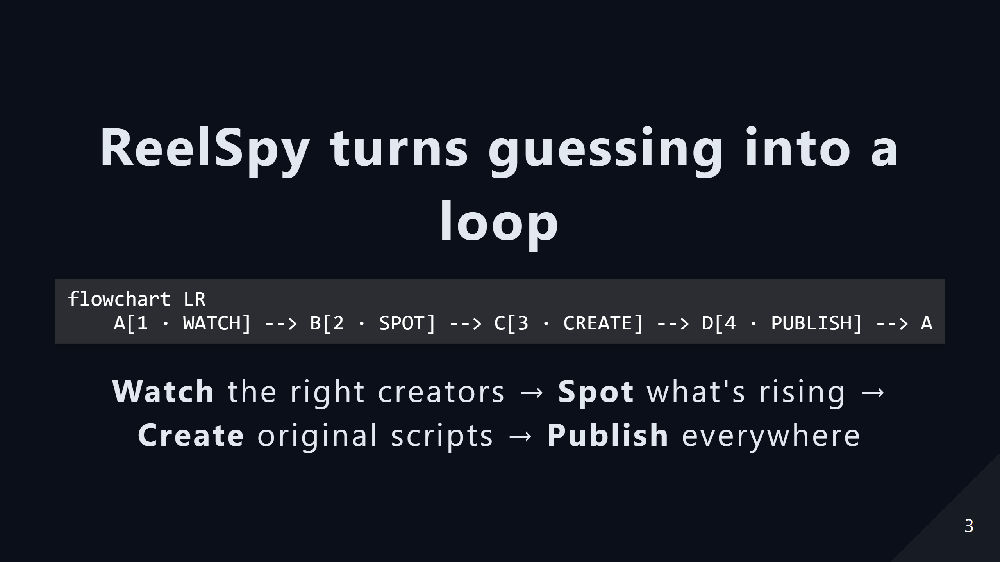 ReelSpy turns guessing into a
loop
flowchart LR
    A[1 · WATCH] --> B[2 · SPOT] --> C[3 · CREATE] --> D[4 · PUBLISH] --> A
Watch the right creators → Spot what's rising →
Create original scripts → Publish everywhere
3